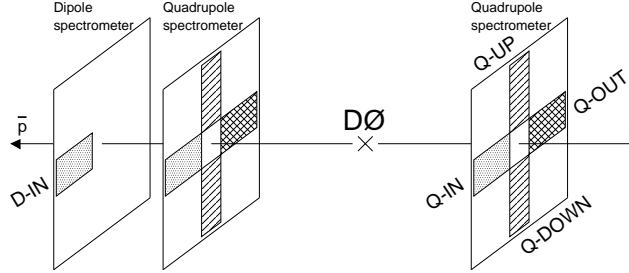 Dipole
spectrometer
Quadrupole
spectrometer
Quadrupole
spectrometer
Q-UP
Q-OUT
p̅
DØ
D-IN
Q-IN
Q-DOWN